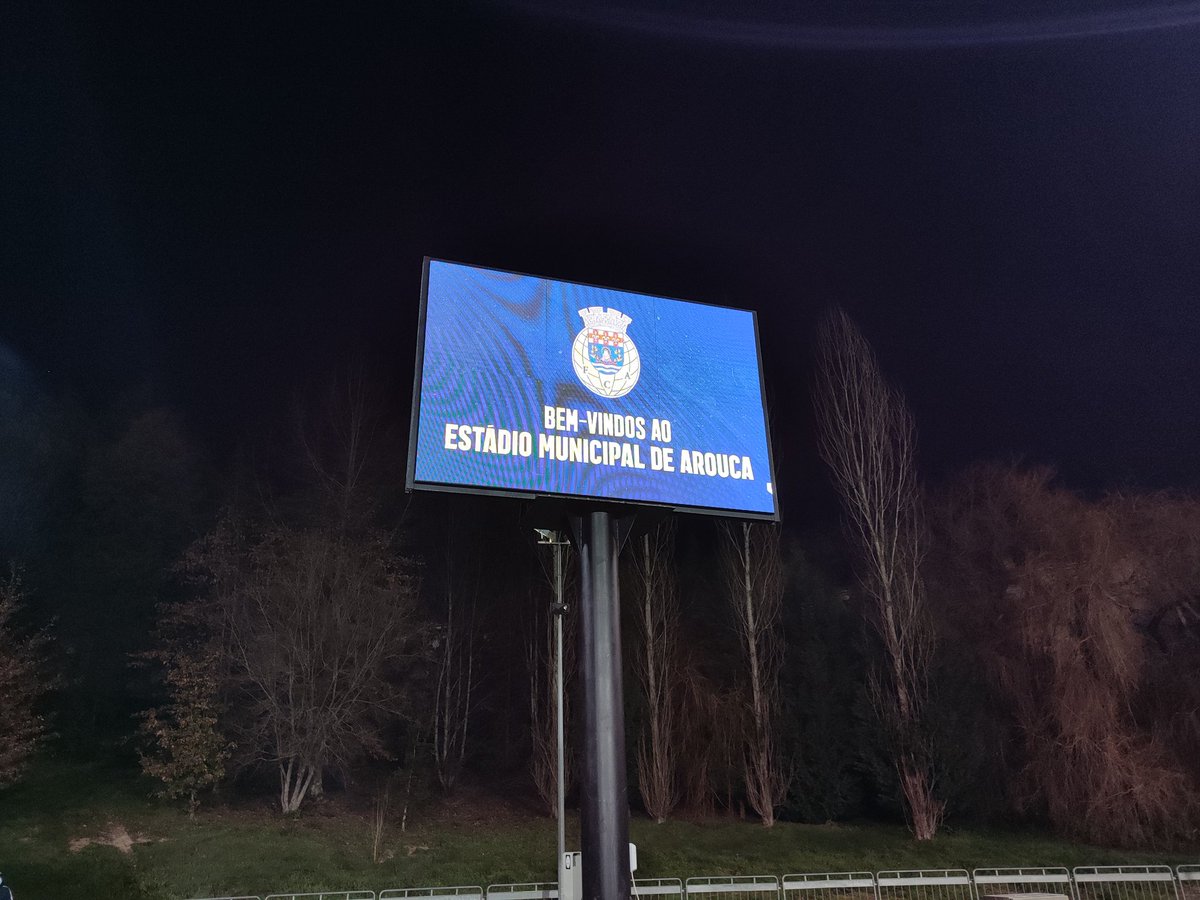 F C A
BEM-VINDOS AO
ESTÁDIO MUNICIPAL DE AROUCA